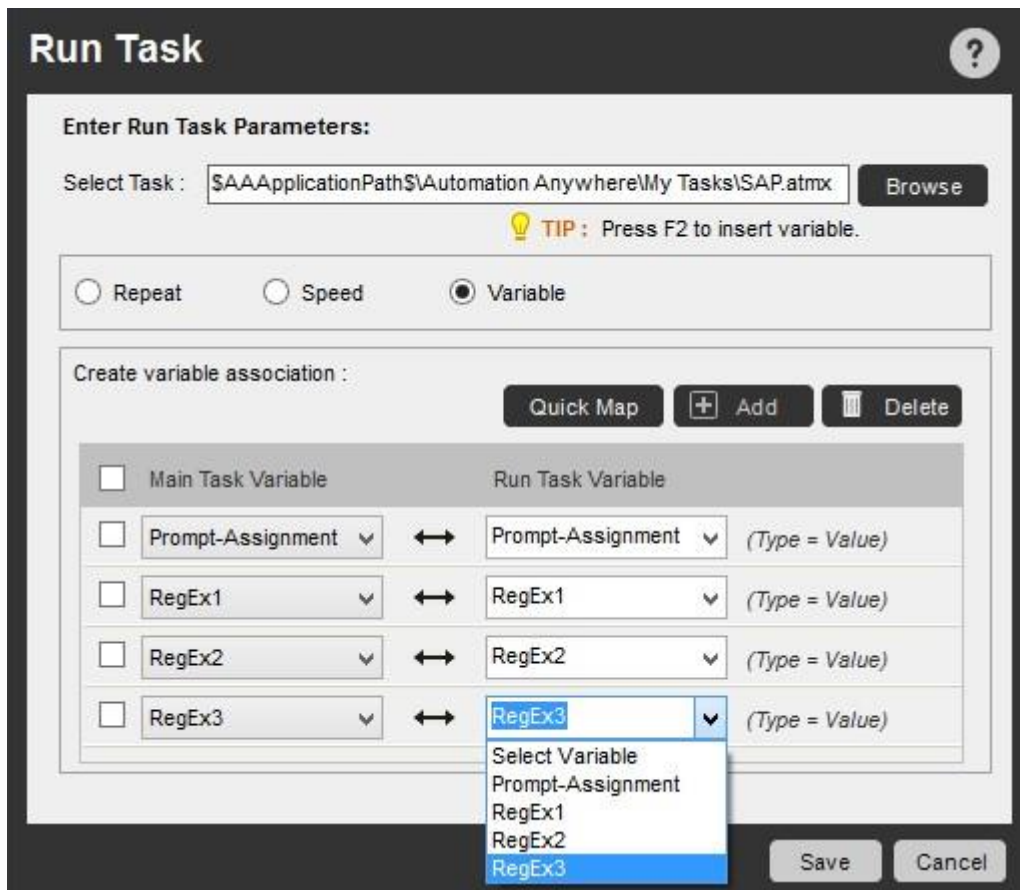 Run Task
?
Enter Run Task Parameters:
Select Task : $AAApplicationPath$\Automation Anywhere\My Tasks\SAP.atmx Browse
TIP : Press F2 to insert variable.
Repeat Speed Variable
Create variable association :
Quick Map Add Delete
Main Task Variable Run Task Variable
Prompt-Assignment Prompt-Assignment (Type = Value)
RegEx1 RegEx1 (Type = Value)
RegEx2 RegEx2 (Type = Value)
RegEx3 RegEx3 (Type = Value)
Select Variable
Prompt-Assignment
RegEx1
RegEx2
RegEx3
Save Cancel